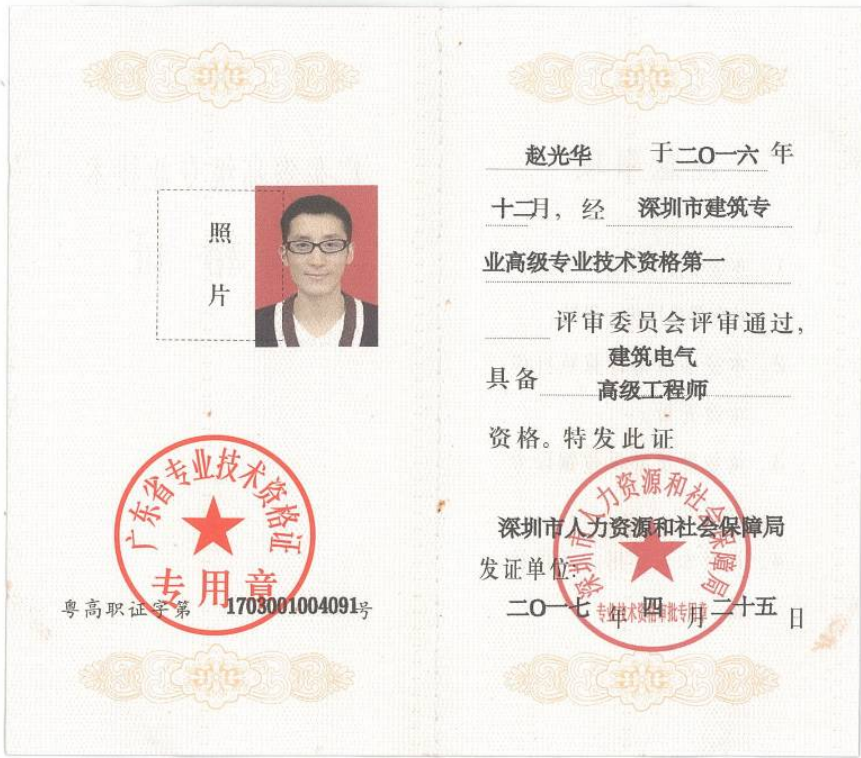 照
片
广东省专业技术资格证
专用章
粤高职证字第 1703001004091号
赵光华 于二〇一六年
十二月，经 深圳市建筑专
业高级专业技术资格第一
评审委员会评审通过，
建筑电气
具备 高级工程师
资格。特发此证
深圳市人力资源和社会保障局
深圳市人力资源和社会保障局
发证单位：
二〇一七年四月二十五日
专业技术资格审批专用章